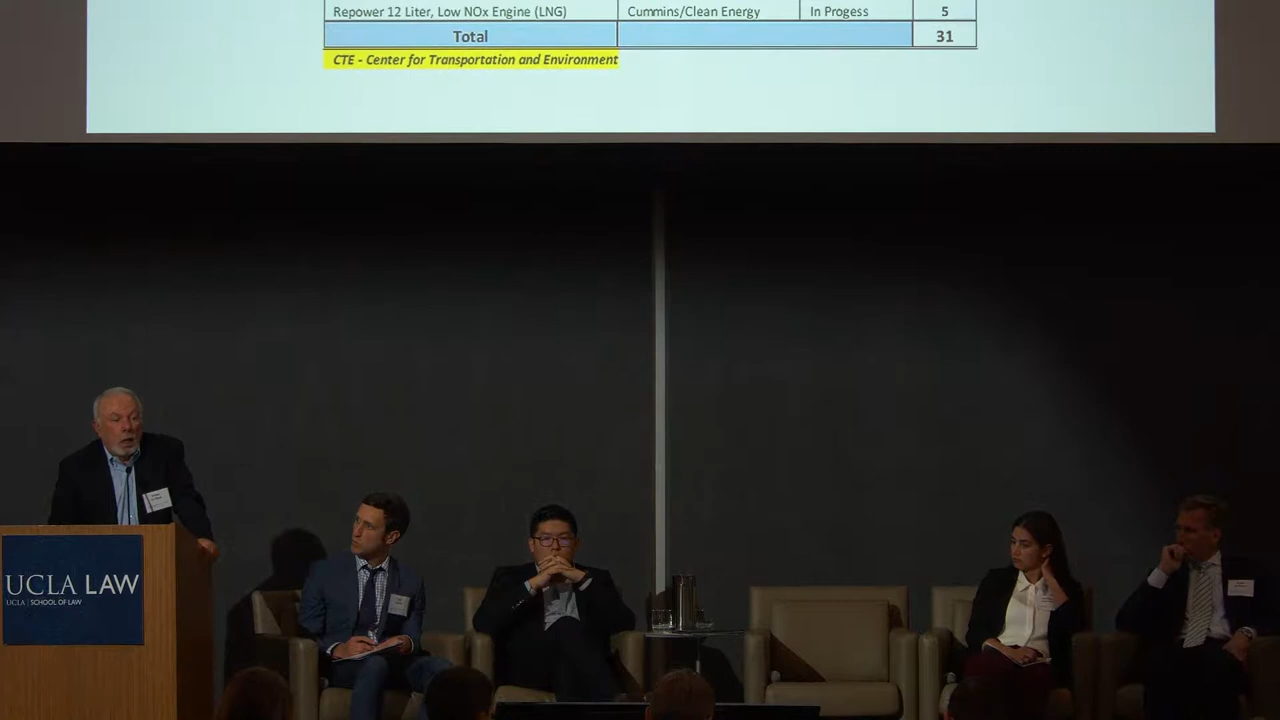 Repower 12 Liter, Low NOx Engine (LNG) Cummins/Clean Energy In Progess 5
Total 31
CTE - Center for Transportation and Environment
UCLA LAW
UCLA | SCHOOL OF LAW